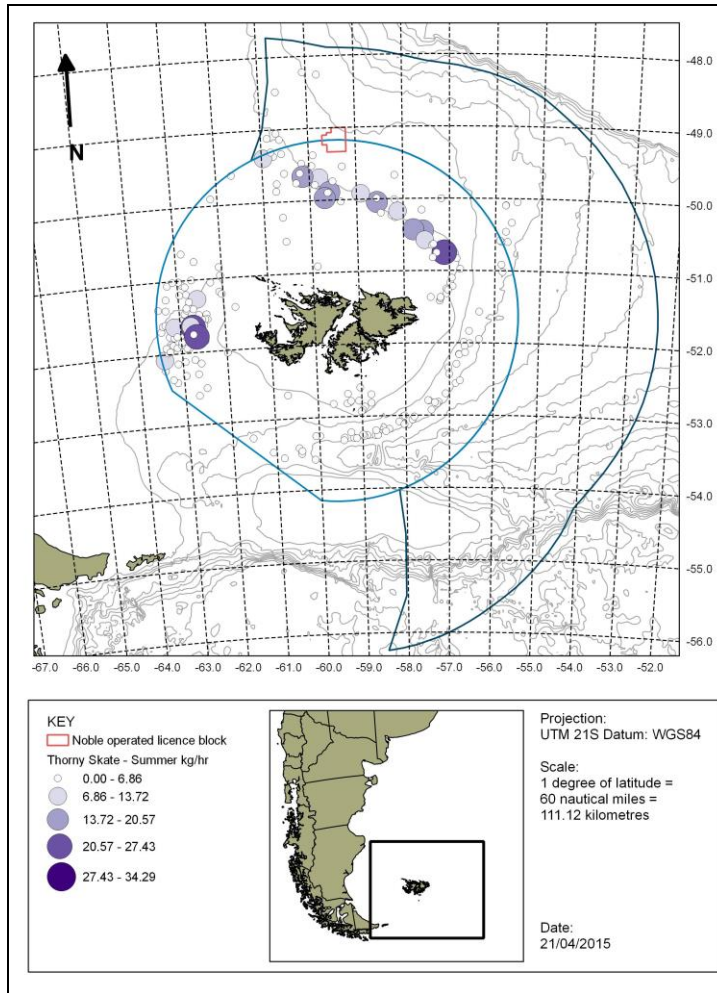 N
-48.0
-49.0
-50.0
-51.0
-52.0
-53.0
-54.0
-55.0
-56.0
-67.0 -66.0 -65.0 -64.0 -63.0 -62.0 -61.0 -60.0 -59.0 -58.0 -57.0 -56.0 -55.0 -54.0 -53.0 -52.0
KEY
Noble operated licence block
Thorny Skate - Summer kg/hr
0.00 - 6.86
6.86 - 13.72
13.72 - 20.57
20.57 - 27.43
27.43 - 34.29
Projection:
UTM 21S Datum: WGS84
Scale:
1 degree of latitude =
60 nautical miles =
111.12 kilometres
Date:
21/04/2015